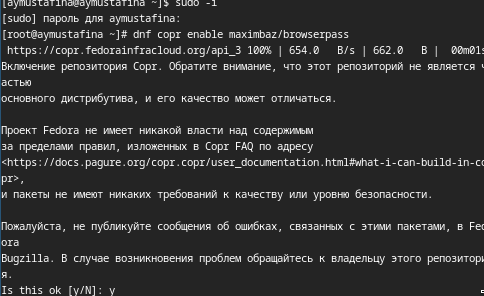 [aymustafina@aymustafina ~]$ sudo -i
[sudo] пароль для aymustafina:
[root@aymustafina ~]# dnf copr enable maximbaz/browserpass
https://copr.fedorainfracloud.org/api_3 100% | 654.0 B/s | 662.0 B | 00m01s
Включение репозитория Copr. Обратите внимание, что этот репозиторий не является ч
астью
основного дистрибутива, и его качество может отличаться.
Проект Fedora не имеет никакой власти над содержимым
за пределами правил, изложенных в Copr FAQ по адресу
<https://docs.pagure.org/copr.copr/user_documentation.html#what-i-can-build-in-co
pr>,
и пакеты не имеют никаких требований к качеству или уровню безопасности.
Пожалуйста, не публикуйте сообщения об ошибках, связанных с этими пакетами, в Fed
ora
Bugzilla. В случае возникновения проблем обращайтесь к владельцу этого репозитори
я.
Is this ok [y/N]: y